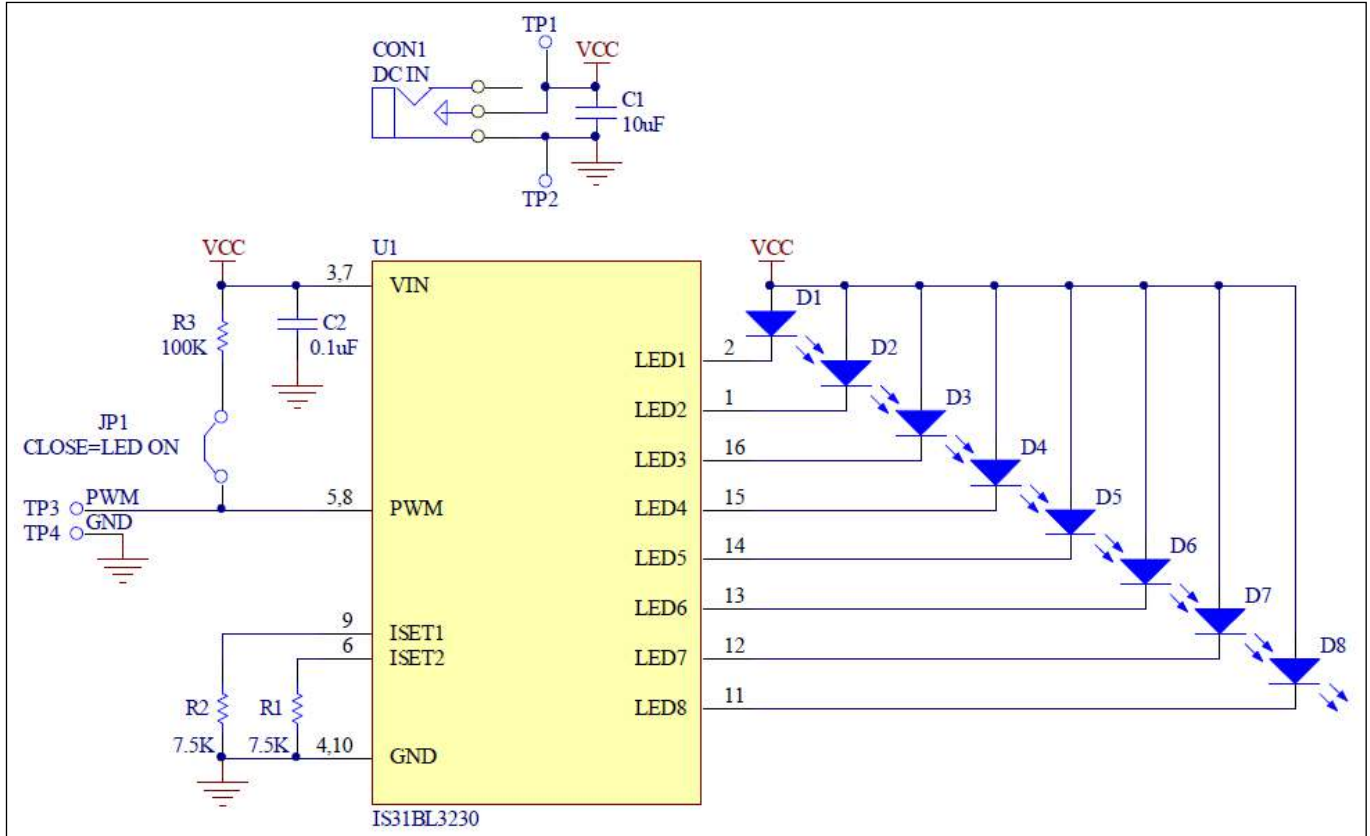 TP1
CON1
DC IN
VCC
C1
10uF
TP2
VCC
U1
VCC
3,7
VIN
D1
R3
100K
C2
0.1uF
LED1
2
D2
LED2
1
D3
JP1
CLOSE=LED ON
LED3
16
D4
TP3
PWM
5,8
PWM
LED4
15
D5
TP4
GND
LED5
14
D6
LED6
13
D7
9
ISET1
6
ISET2
LED7
12
D8
R2
R1
LED8
11
7.5K
7.5K
4,10
GND
IS31BL3230